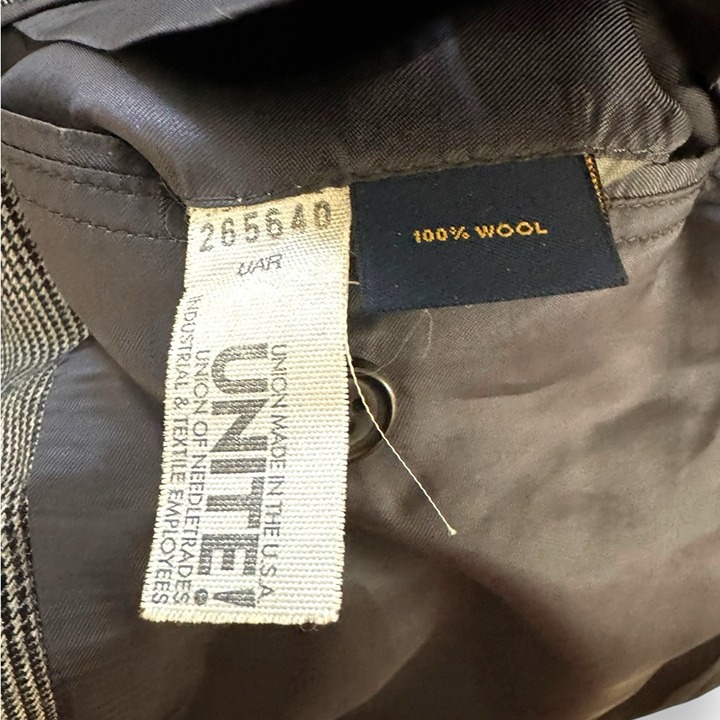 265640
UAR
UNION MADE IN THE U.S.A.
UNITE!
UNION OF NEEDLETRADES
INDUSTRIAL & TEXTILE EMPLOYEES
100% WOOL